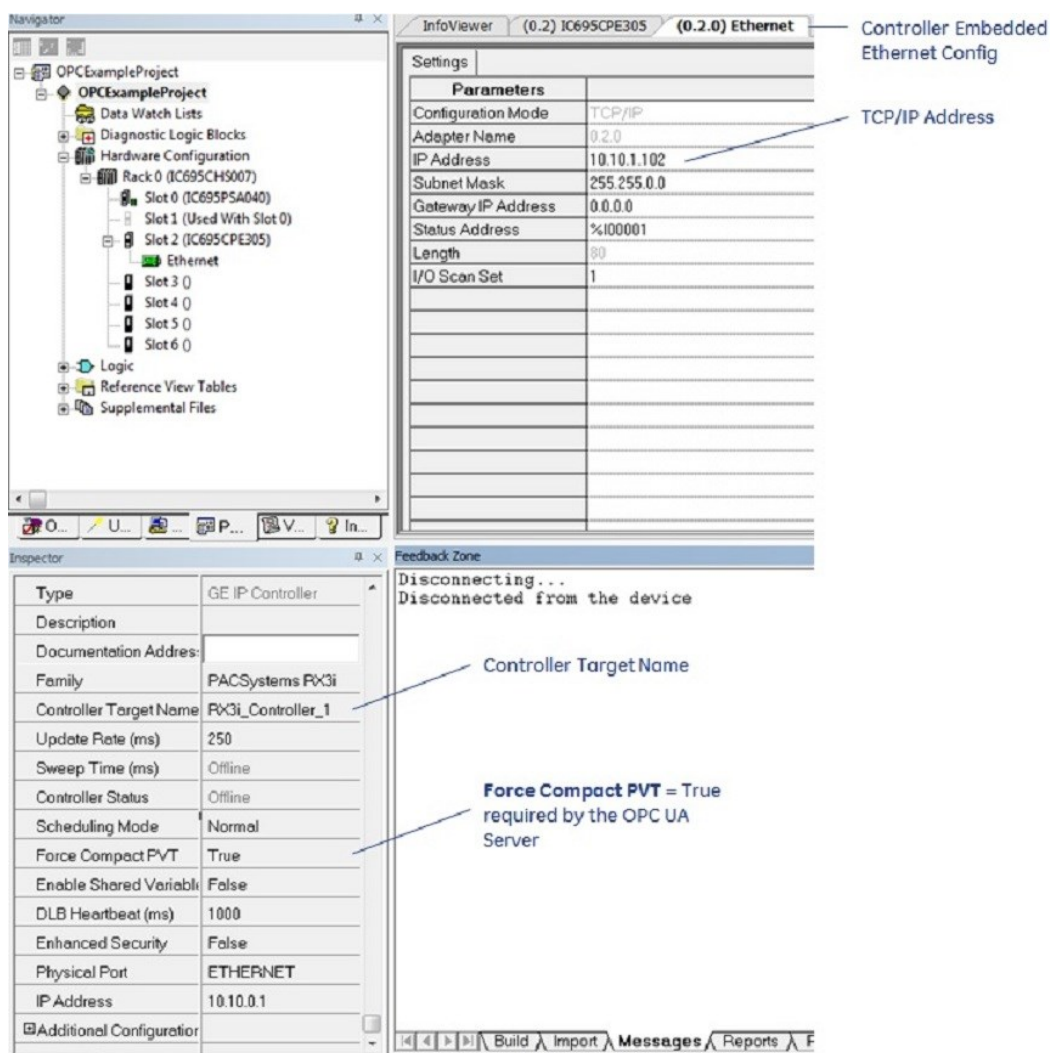 Navigator
OPCExampleProject
OPCExampleProject
Data Watch Lists
Diagnostic Logic Blocks
Hardware Configuration
Rack 0 (IC695CHS007)
Slot 0 (IC695PSA040)
Slot 1 (Used With Slot 0)
Slot 2 (IC695CPE305)
Ethernet
Slot 3 ()
Slot 4 ()
Slot 5 ()
Slot 6 ()
Logic
Reference View Tables
Supplemental Files
O... U... ... P... V... In...
InfoViewer (0.2) IC695CPE305 (0.2.0) Ethernet
Settings
Parameters
Configuration Mode TCP/IP
Adapter Name 0.2.0
IP Address 10.10.1.102
Subnet Mask 255.255.0.0
Gateway IP Address 0.0.0.0
Status Address %I00001
Length 80
I/O Scan Set 1
Controller Embedded
Ethernet Config
TCP/IP Address
Inspector
Type GE IP Controller
Description
Documentation Addres
Family PACSystems RX3i
Controller Target Name RX3i_Controller_1
Update Rate (ms) 250
Sweep Time (ms) Offline
Controller Status Offline
Scheduling Mode Normal
Force Compact PVT True
Enable Shared Variabl False
DLB Heartbeat (ms) 1000
Enhanced Security False
Physical Port ETHERNET
IP Address 10.10.0.1
Additional Configuration
Feedback Zone
Disconnecting...
Disconnected from the device
Controller Target Name
Force Compact PVT = True
required by the OPC UA
Server
Build Import Messages Reports